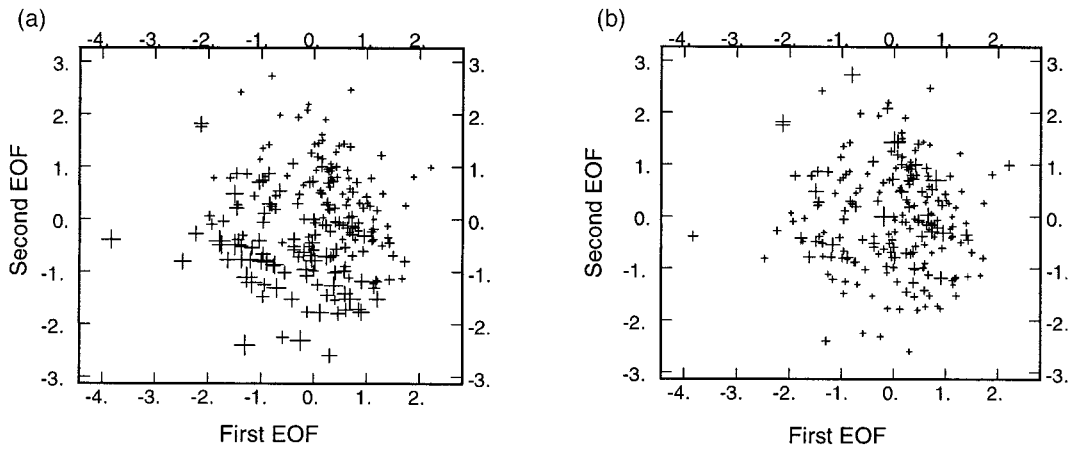 (a)
-4. -3. -2. -1. 0.0 1. 2.
3. 3.
2. 2.
1. 1.
0. 0.
-1. -1.
-2. -2.
-3. -3.
-4. -3. -2. -1. 0. 1. 2.
Second EOF
First EOF
(b)
-4. -3. -2. -1. 0.0 1. 2.
3. 3.
2. 2.
1. 1.
0. 0.
-1. -1.
-2. -2.
-3. -3.
-4. -3. -2. -1. 0. 1. 2.
Second EOF
First EOF